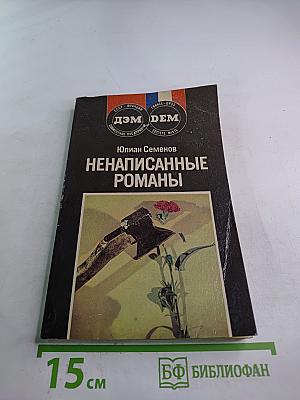 ДЭМ DEM
Юлиан Семенов
НЕНАПИСАННЫЕ
РОМАНЫ
15 см
БФ БИБЛИОФАН